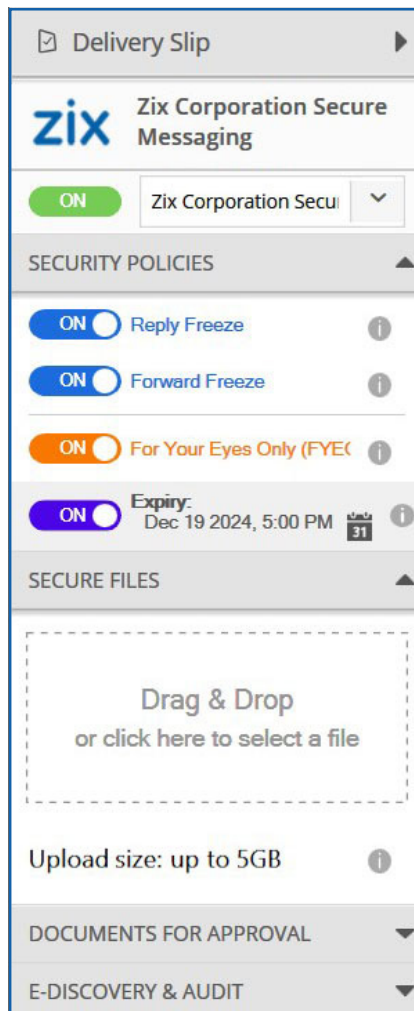 Delivery Slip
zix
Zix Corporation Secure
Messaging
ON
Zix Corporation Secu
SECURITY POLICIES
ON Reply Freeze
ON Forward Freeze
ON For Your Eyes Only (FYEO
ON Expiry:
Dec 19 2024, 5:00 PM
31
SECURE FILES
Drag & Drop
or click here to select a file
Upload size: up to 5GB
DOCUMENTS FOR APPROVAL
E-DISCOVERY & AUDIT